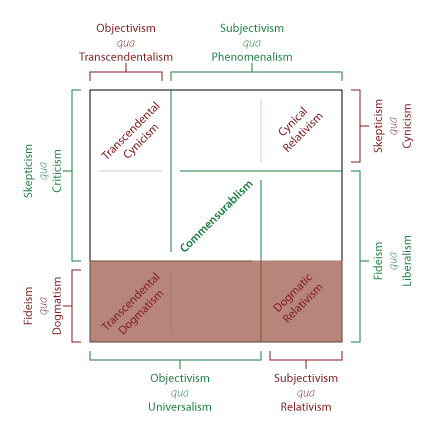 Objectivism
qua
Transcendentalism
Subjectivism
qua
Phenomenalism
Skepticism
qua
Criticism
Transcendental
Cynicism
Cynical
Relativism
Skepticism
qua
Cynicism
Commensurablism
Fideism
qua
Liberalism
Fideism
qua
Dogmatism
Transcendental
Dogmatism
Dogmatic
Relativism
Objectivism
qua
Universalism
Subjectivism
qua
Relativism